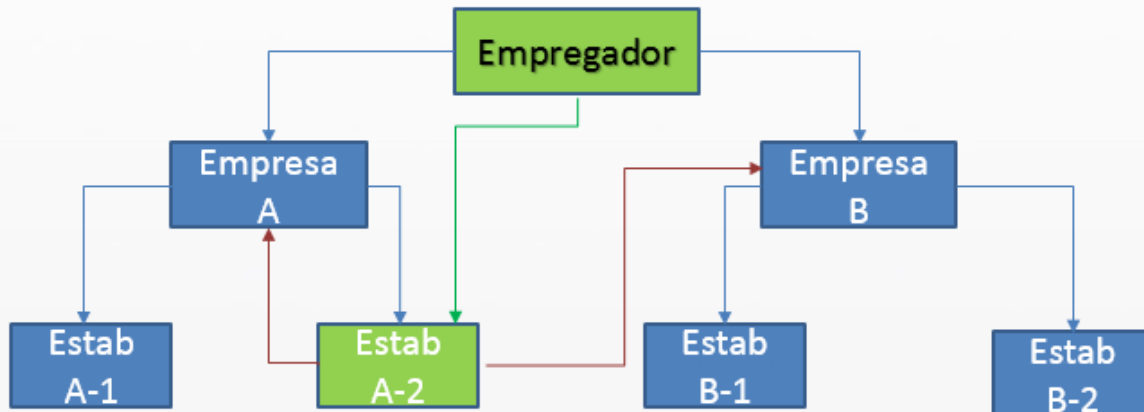 Empregador
Empresa
A
Empresa
B
Estab
A-1
Estab
A-2
Estab
B-1
Estab
B-2